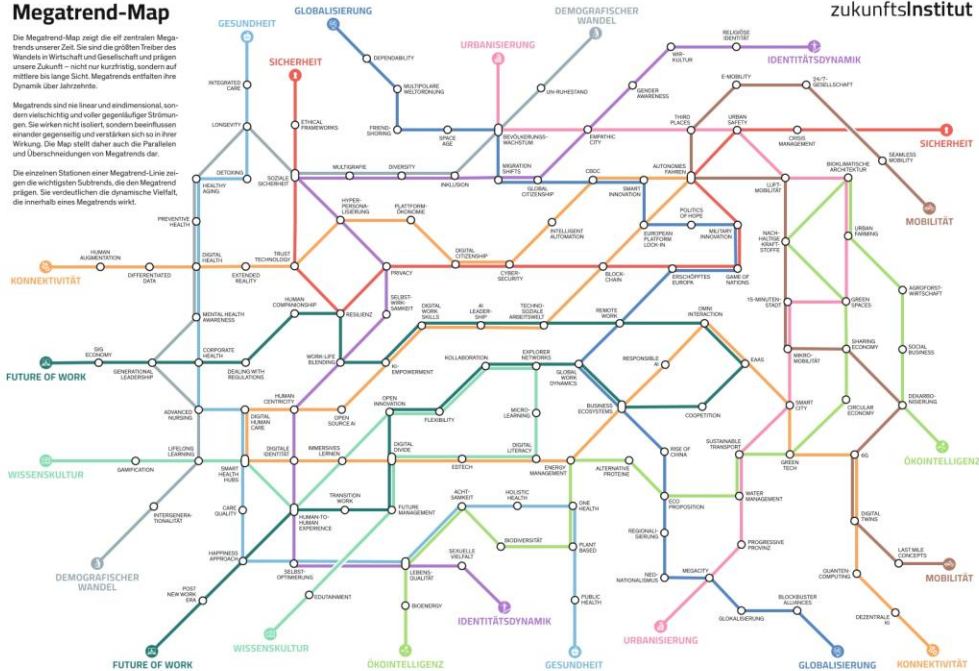 Megatrend-Map
Die Megatrend-Map zeigt die elf zentralen Mega-
trends unserer Zeit. Sie sind die größten Treiber des
Wandels in Wirtschaft und Gesellschaft und prägen
unsere Zukunft – nicht nur kurzfristig, sondern auf
mittlere bis lange Sicht. Megatrends entfalten ihre
Dynamik über Jahrzehnte.
Megatrends sind nie linear und eindimensional, son-
dern vielschichtig und voller gegenläufiger Strömun-
gen. Sie wirken nicht isoliert, sondern beeinflussen
einander gegenseitig und verstärken sich so in ihrer
Wirkung. Die Map stellt daher auch die Parallelen
und Überschneidungen von Megatrends dar.
Die einzelnen Stationen einer Megatrend-Linie zei-
gen die wichtigsten Subtrends, die den Megatrend
prägen. Sie verdeutlichen die dynamische Vielfalt,
die innerhalb eines Megatrends wirkt.
zukunftsInstitut
GLOBALISIERUNG
DEMOGRAFISCHER
WANDEL
GESUNDHEIT
URBANISIERUNG
RELIGIÖSE
IDENTITÄT
WIR-
KULTUR
IDENTITÄTSDYNAMIK
SICHERHEIT
DEPENDABILITY
INTEGRATED
CARE
MULTIPOLARE
WELTORDNUNG
UN-RUHESTAND
GENDER
AWARENESS
E-MOBILITY
24/7-
GESELLSCHAFT
LONGEVITY
ETHICAL
FRAMEWORKS
FRIEND-
SHORING
SPACE
AGE
BEVÖLKERUNGS-
WACHSTUM
EMPATHIC
CITY
THIRD
PLACES
URBAN
SAFETY
CRISIS
MANAGEMENT
SICHERHEIT
DETOXING
HEALTHY
AGING
SOZIALE
SICHERHEIT
MULTIGRAFIE
DIVERSITY
INKLUSION
MIGRATION
SHIFTS
GLOBAL
CITIZENSHIP
CBDC
SMART
INNOVATION
AUTONOMES
FAHREN
LUFT-
MOBILITÄT
BIOKLIMATISCHE
ARCHITEKTUR
SEAMLESS
MOBILITY
MOBILITÄT
PREVENTIVE
HEALTH
HYPER-
PERSONA-
LISIERUNG
PLATTFORM-
ÖKONOMIE
INTELLIGENT
AUTOMATION
EUROPEAN
PLATFORM
LOCK-IN
POLITICS
OF HOPE
MILITARY
INNOVATION
NACH-
HALTIGE
KRAFT-
STOFFE
URBAN
FARMING
HUMAN
AUGMENTATION
KONNEKTIVITÄT
DIFFERENTIATED
DATA
DIGITAL
HEALTH
EXTENDED
REALITY
TRUST
TECHNOLOGY
PRIVACY
DIGITAL
CITIZENSHIP
CYBER-
SECURITY
BLOCK-
CHAIN
ERSCHÖPFTES
EUROPA
GAME OF
NATIONS
AGROFORST-
WIRTSCHAFT
MENTAL HEALTH
AWARENESS
HUMAN
COMPANIONSHIP
RESILIENZ
SELBST-
WIRK-
SAMKEIT
DIGITAL
WORK
SKILLS
AI
LEADER-
SHIP
TECHNO-
SOZIALE
ARBEITSWELT
REMOTE
WORK
OMNI
INTERACTION
15-MINUTEN-
STADT
GREEN
SPACES
FUTURE OF WORK
GIG
ECONOMY
GENERATIONAL
LEADERSHIP
CORPORATE
HEALTH
DEALING WITH
REGULATIONS
WORK-LIFE
BLENDING
KI-
EMPOWERMENT
KOLLABORATION
EXPLORER
NETWORKS
GLOBAL
WORK
DYNAMICS
RESPONSIBLE
AI
EAAS
MIKRO-
MOBILITÄT
SHARING
ECONOMY
SOCIAL
BUSINESS
ADVANCED
NURSING
DIGITAL
HUMAN
CARE
HUMAN
CENTRICITY
OPEN
SOURCE AI
OPEN
INNOVATION
FLEXIBILITY
MICRO-
LEARNING
BUSINESS
ECOSYSTEMS
COOPETITION
SMART
CITY
CIRCULAR
ECONOMY
DEKARBO-
NISIERUNG
WISSENSKULTUR
GAMIFICATION
LIFELONG
LEARNING
SMART
HEALTH
HUBS
DIGITALE
IDENTITÄT
IMMERSIVES
LERNEN
DIGITAL
DIVIDE
EDTECH
DIGITAL
LITERACY
ENERGY
MANAGEMENT
ALTERNATIVE
PROTEINE
RISE OF
CHINA
SUSTAINABLE
TRANSPORT
GREEN
TECH
6G
ÖKOINTELLIGENZ
INTERGENERA-
TIONALITÄT
CARE
QUALITY
HUMAN-TO-
HUMAN
EXPERIENCE
TRANSITION
WORK
FUTURE
MANAGEMENT
ACHT-
SAMKEIT
HOLISTIC
HEALTH
ONE
HEALTH
ECO
PROPOSITION
WATER
MANAGEMENT
DIGITAL
TWINS
DEMOGRAFISCHER
WANDEL
HAPPINESS
APPROACH
SELBST-
OPTIMIERUNG
LEBENS-
QUALITÄT
SEXUELLE
VIELFALT
BIODIVERSITÄT
PLANT
BASED
REGIONALI-
SIERUNG
NEO-
NATIONALISMUS
MEGACITY
PROGRESSIVE
PROVINZ
LAST MILE
CONCEPTS
MOBILITÄT
QUANTEN-
COMPUTING
POST
NEW WORK
ERA
EDUTAINMENT
BIOENERGY
IDENTITÄTSDYNAMIK
PUBLIC
HEALTH
GLOKALISIERUNG
BLOCKBUSTER
ALLIANCES
DEZENTRALE
KI
FUTURE OF WORK
WISSENSKULTUR
ÖKOINTELLIGENZ
GESUNDHEIT
URBANISIERUNG
GLOBALISIERUNG
KONNEKTIVITÄT